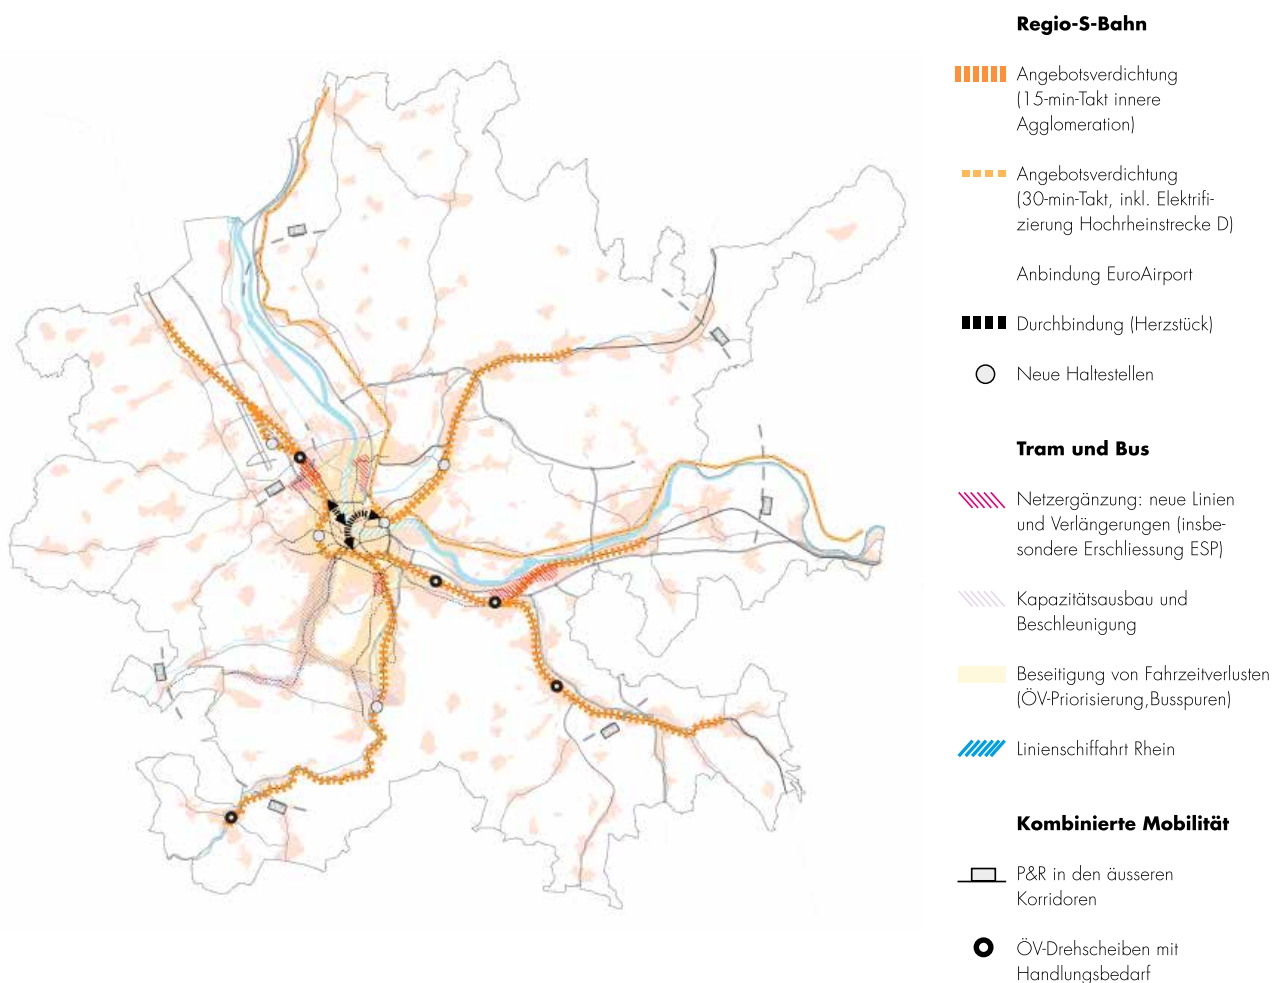 Regio-S-Bahn
Angebotsverdichtung
(15-min-Takt innere
Agglomeration)
Angebotsverdichtung
(30-min-Takt, inkl. Elektrifi-
zierung Hochrheinstrecke D)
Anbindung EuroAirport
Durchbindung (Herzstück)
Neue Haltestellen
Tram und Bus
Netzergänzung: neue Linien
und Verlängerungen (insbe-
sondere Erschliessung ESP)
Kapazitätsausbau und
Beschleunigung
Beseitigung von Fahrzeitverlusten
(ÖV-Priorisierung,Busspuren)
Linienschiffahrt Rhein
Kombinierte Mobilität
P&R in den äusseren
Korridoren
ÖV-Drehscheiben mit
Handlungsbedarf